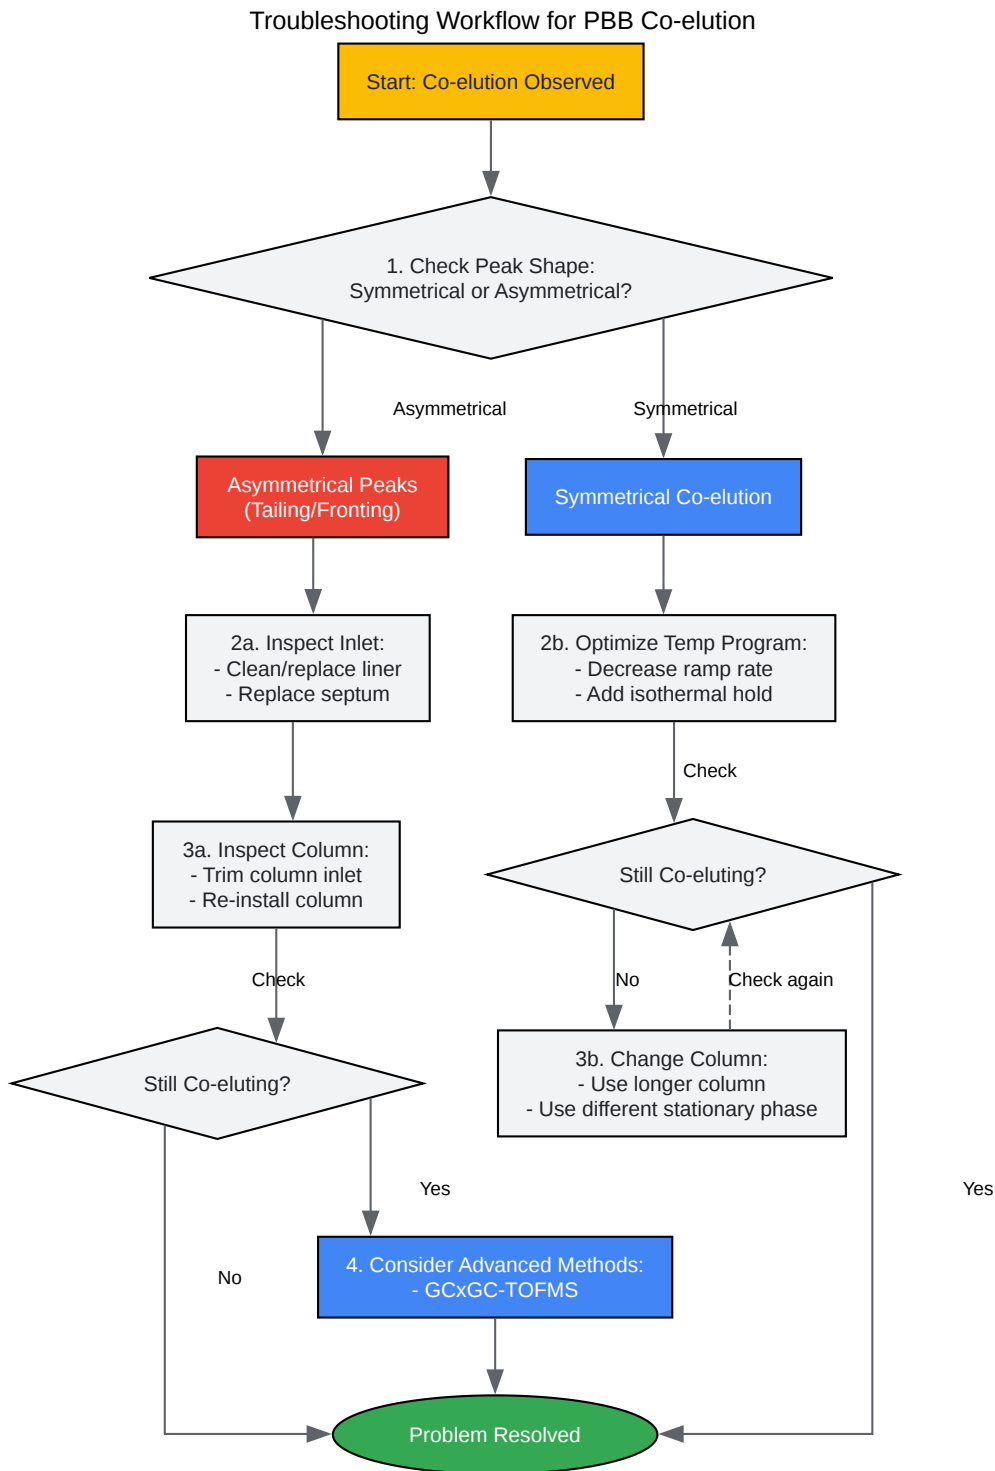 Troubleshooting Workflow for PBB Co-elution
Start: Co-elution Observed
1. Check Peak Shape:
Symmetrical or Asymmetrical?
Asymmetrical
Symmetrical
Asymmetrical Peaks
(Tailing/Fronting)
Symmetrical Co-elution
2a. Inspect Inlet:
- Clean/replace liner
- Replace septum
2b. Optimize Temp Program:
- Decrease ramp rate
- Add isothermal hold
Check
3a. Inspect Column:
- Trim column inlet
- Re-install column
Still Co-eluting?
Check
No
Check again
Still Co-eluting?
3b. Change Column:
- Use longer column
- Use different stationary phase
Yes
Yes
No
4. Consider Advanced Methods:
- GCxGC-TOFMS
Problem Resolved